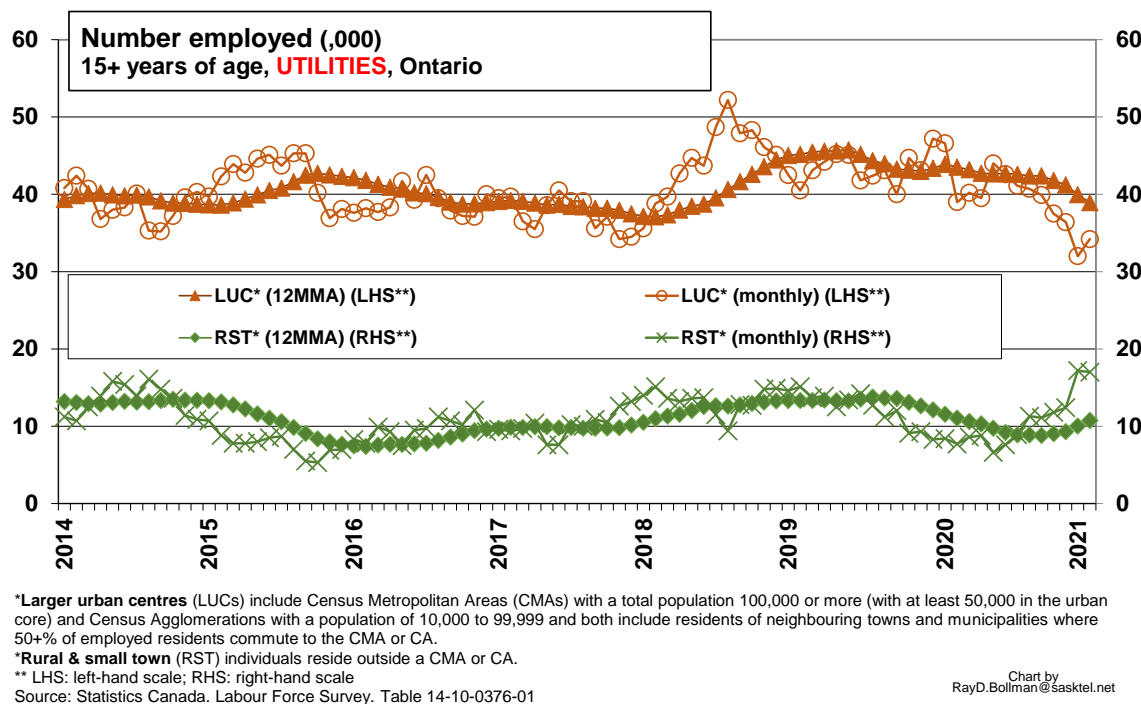 Number employed (,000)
15+ years of age, UTILITIES, Ontario
60
50
40
30
20
10
0
60
50
40
30
20
10
0
LUC* (12MMA) (LHS**)
LUC* (monthly) (LHS**)
RST* (12MMA) (RHS**)
RST* (monthly) (RHS**)
2014
2015
2016
2017
2018
2019
2020
2021
*Larger urban centres (LUCs) include Census Metropolitan Areas (CMAs) with a total population 100,000 or more (with at least 50,000 in the urban
core) and Census Agglomerations with a population of 10,000 to 99,999 and both include residents of neighbouring towns and municipalities where
50+% of employed residents commute to the CMA or CA.
*Rural & small town (RST) individuals reside outside a CMA or CA.
** LHS: left-hand scale; RHS: right-hand scale
Source: Statistics Canada. Labour Force Survey. Table 14-10-0376-01
Chart by
RayD.Bollman@sasktel.net